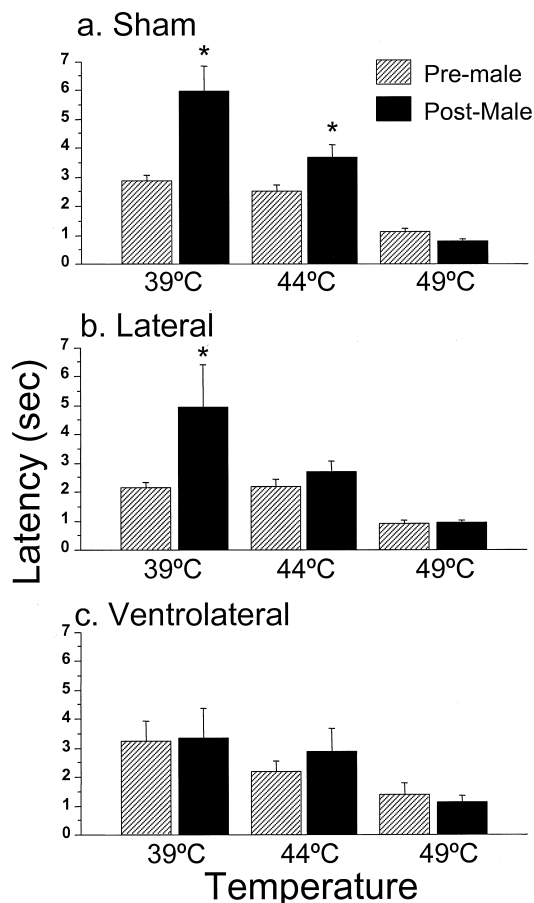 a. Sham
7
6
5
4
3
2
1
0
*
*
Pre-male
Post-Male
39ºC 44ºC 49ºC
b. Lateral
7
6
5
4
3
2
1
0
*
39ºC 44ºC 49ºC
c. Ventrolateral
7
6
5
4
3
2
1
0
39ºC 44ºC 49ºC
Latency (sec)
Temperature